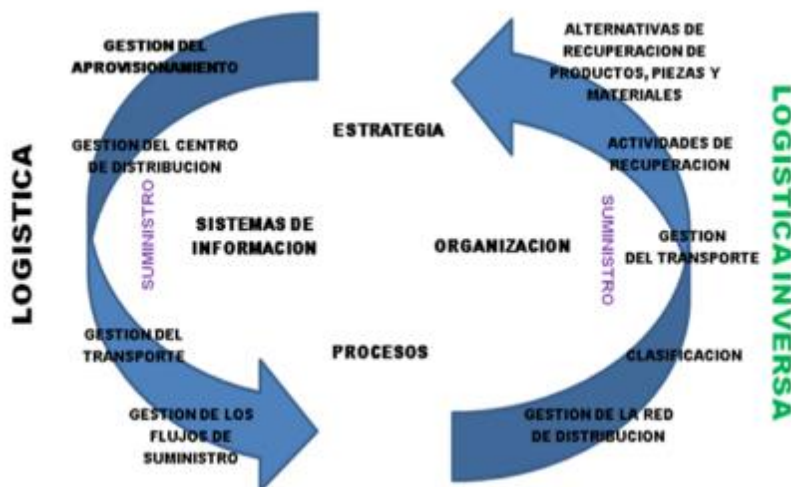 LOGISTICA
GESTION DEL
APROVISIONAMIENTO
GESTION DEL CENTRO
DE DISTRIBUCION
SUMINISTRO
GESTION DEL
TRANSPORTE
GESTION DE LOS
FLUJOS DE
SUMINISTRO
ESTRATEGIA
SISTEMAS DE
INFORMACION
ORGANIZACION
PROCESOS
ALTERNATIVAS DE
RECUPERACION DE
PRODUCTOS, PIEZAS Y
MATERIALES
ACTIVIDADES DE
RECUPERACION
SUMINISTRO
GESTION
DEL TRANSPORTE
CLASIFICACION
GESTION DE LA RED
DE DISTRIBUCION
LOGISTICA INVERSA